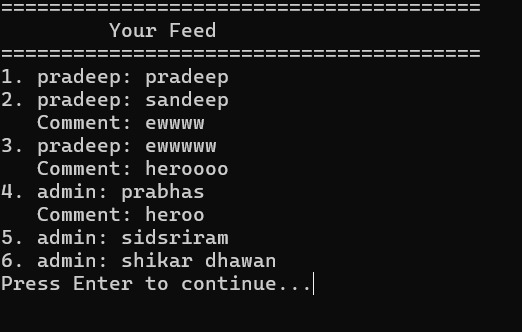 ========================================
         Your Feed
========================================
1. pradeep: pradeep
2. pradeep: sandeep
   Comment: ewwww
3. pradeep: ewwwww
   Comment: heroooo
4. admin: prabhas
   Comment: heroo
5. admin: sidsriram
6. admin: shikar dhawan
Press Enter to continue...